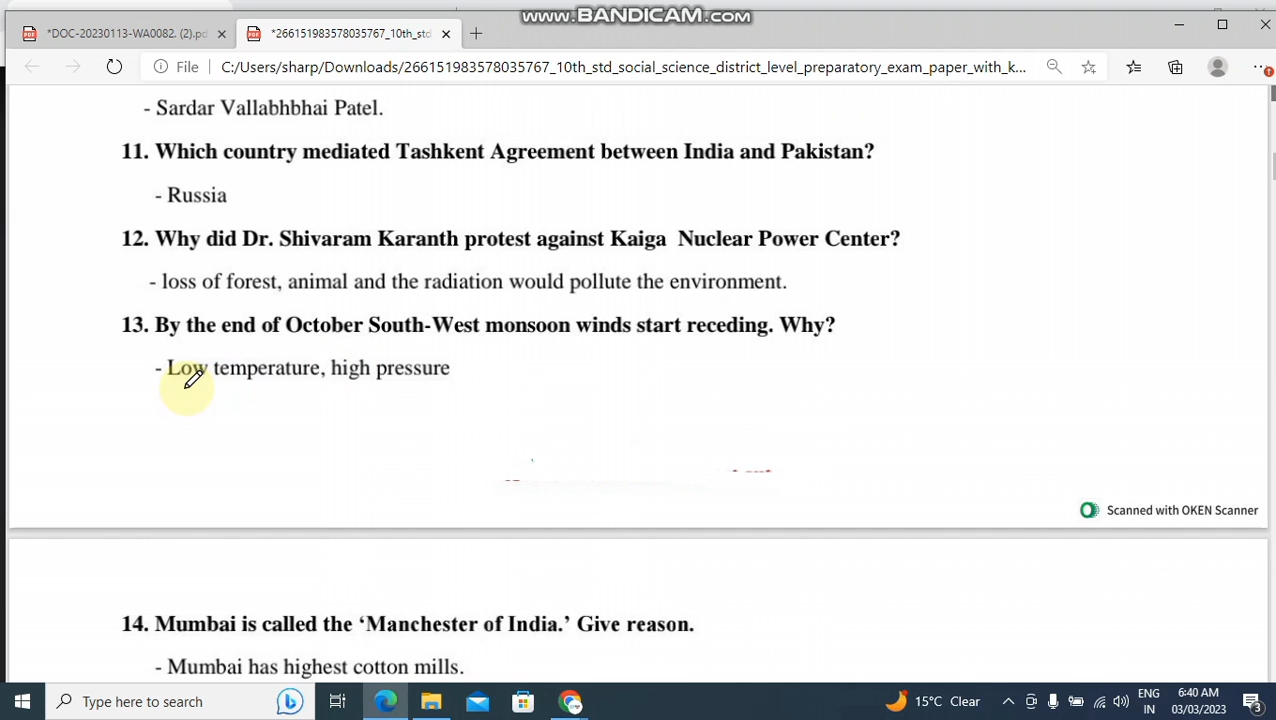 www.BANDICAM.com
*DOC-20230113-WA0082. (2).pd
*266151983578035767_10th_std
File
C:/Users/sharp/Downloads/266151983578035767_10th_std_social_science_district_level_preparatory_exam_paper_with_k...
- Sardar Vallabhbhai Patel.
11. Which country mediated Tashkent Agreement between India and Pakistan?
- Russia
12. Why did Dr. Shivaram Karanth protest against Kaiga Nuclear Power Center?
- loss of forest, animal and the radiation would pollute the environment.
13. By the end of October South-West monsoon winds start receding. Why?
- Low temperature, high pressure
Scanned with OKEN Scanner
14. Mumbai is called the ‘Manchester of India.’ Give reason.
- Mumbai has highest cotton mills.
Type here to search
15°C Clear
ENG
IN
6:40 AM
03/03/2023
3